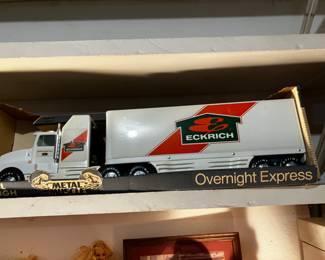 ECKRICH
METAL
Overnight Express